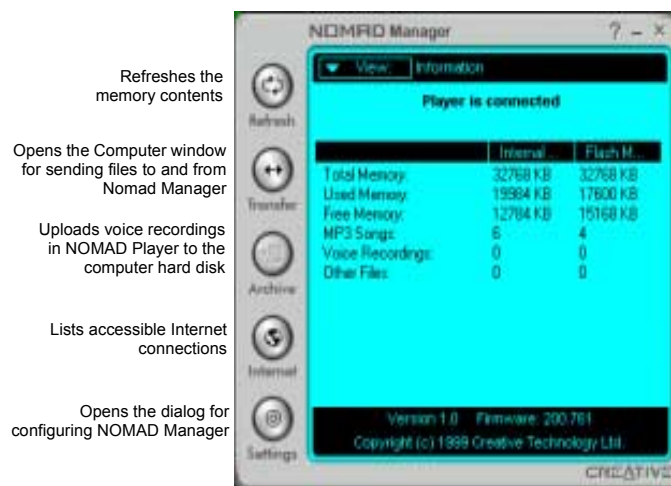 NOMAD Manager ? – ×
Refreshes the
memory contents
Refresh
Opens the Computer window
for sending files to and from
Nomad Manager
Transfer
Uploads voice recordings
in NOMAD Player to the
computer hard disk
Archive
Lists accessible Internet
connections
Internet
Opens the dialog for
configuring NOMAD Manager
Settings
View: Information
Player is connected
Internal... Flash M...
Total Memory: 32768 KB 32768 KB
Used Memory: 19984 KB 17600 KB
Free Memory: 12784 KB 15168 KB
MP3 Songs: 6 4
Voice Recordings: 0 0
Other Files: 0 0
Version 1.0 Firmware: 200.761
Copyright (c) 1999 Creative Technology Ltd.
CREATIVE